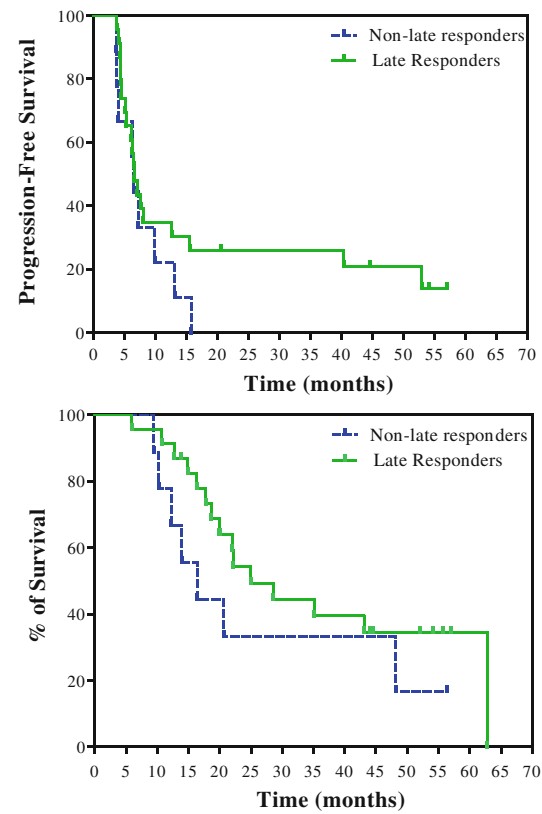 Non-late responders
Late Responders
Progression-Free Survival
100
80
60
40
20
0
0 5 10 15 20 25 30 35 40 45 50 55 60 65 70
Time (months)
Non-late responders
Late Responders
% of Survival
100
80
60
40
20
0
0 5 10 15 20 25 30 35 40 45 50 55 60 65 70
Time (months)